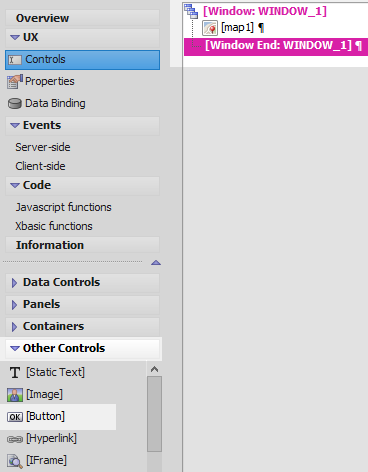 Overview
UX
Controls
Properties
Data Binding
Events
Server-side
Client-side
Code
Javascript functions
Xbasic functions
Information
Data Controls
Panels
Containers
Other Controls
T [Static Text]
[Image]
OK [Button]
[Hyperlink]
[IFrame]
[Window: WINDOW_1]
[map1] ¶
[Window End: WINDOW_1] ¶